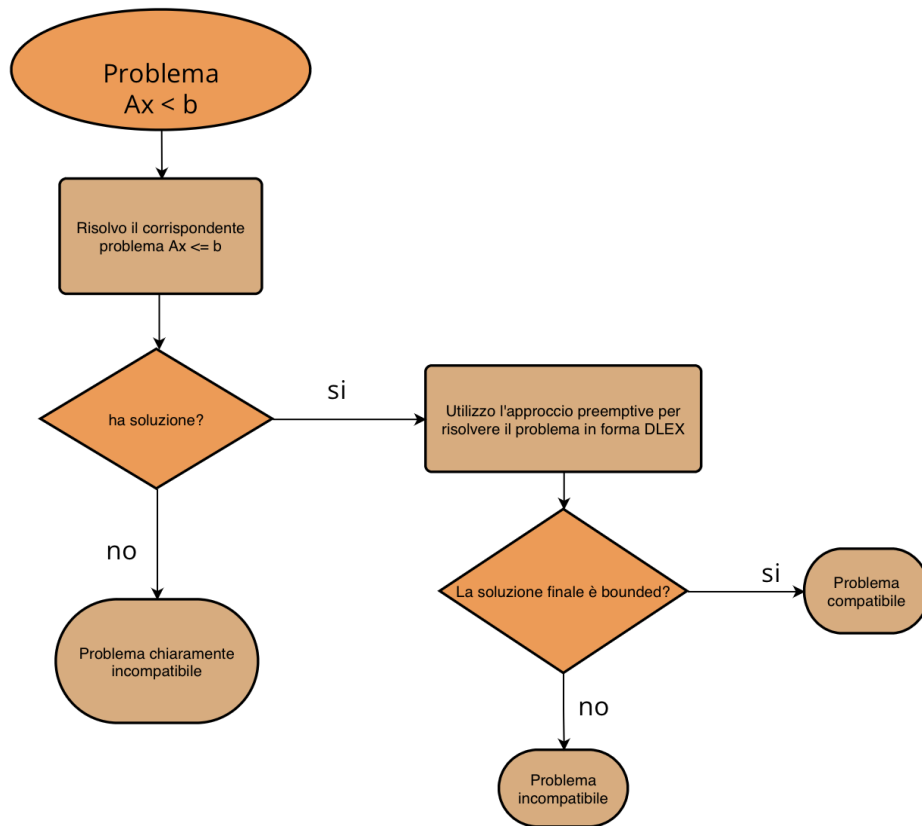 Problema
Ax < b
Risolvo il corrispondente
problema Ax <= b
ha soluzione?
si
Utilizzo l'approccio preemptive per
risolvere il problema in forma DLEX
no
La soluzione finale è bounded?
si
Problema
compatibile
Problema chiaramente
incompatibile
no
Problema
incompatibile